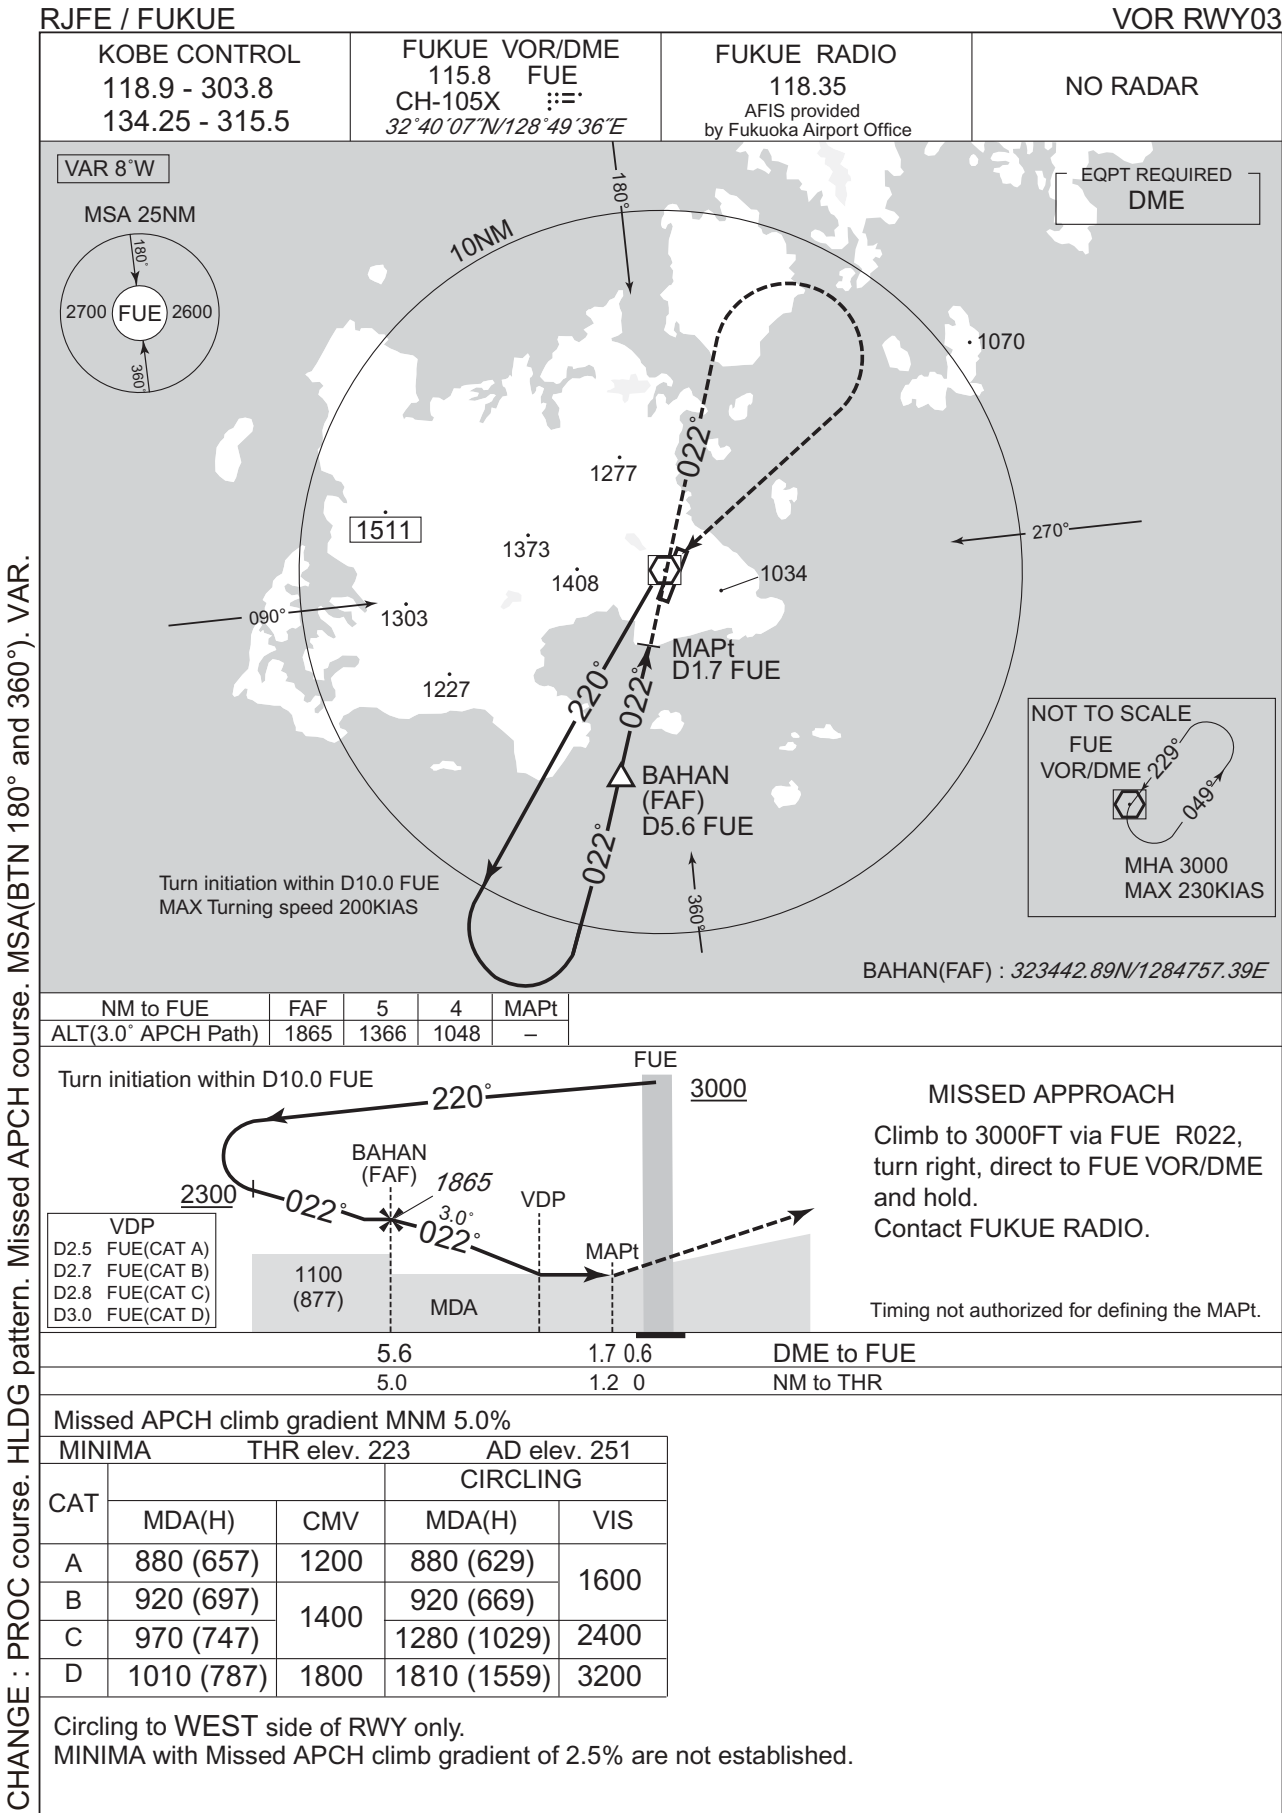 RJFE / FUKUE
VOR RWY03
KOBE CONTROL
118.9 - 303.8
134.25 - 315.5
FUKUE VOR/DME
115.8 FUE
CH-105X
32°40´07˝N/128°49´36˝E
FUKUE RADIO
118.35
AFIS provided
by Fukuoka Airport Office
NO RADAR
VAR 8°W
MSA 25NM
180°
2700
FUE
2600
360°
10NM
180°
EQPT REQUIRED
DME
1070
022°
1277
1511
1373
1408
1034
270°
090°
1303
1227
MAPt
D1.7 FUE
220°
022°
BAHAN
(FAF)
D5.6 FUE
022°
360°
Turn initiation within D10.0 FUE
MAX Turning speed 200KIAS
NOT TO SCALE
FUE
VOR/DME
229°
049°
MHA 3000
MAX 230KIAS
BAHAN(FAF) : 323442.89N/1284757.39E
NM to FUE FAF 5 4 MAPt
ALT(3.0° APCH Path) 1865 1366 1048 –
Turn initiation within D10.0 FUE
FUE
220°
3000
BAHAN
(FAF)
1865
2300
022°
3.0°
022°
VDP
MAPt
VDP
D2.5 FUE(CAT A)
D2.7 FUE(CAT B)
D2.8 FUE(CAT C)
D3.0 FUE(CAT D)
1100
(877)
MDA
MISSED APPROACH
Climb to 3000FT via FUE R022,
turn right, direct to FUE VOR/DME
and hold.
Contact FUKUE RADIO.
Timing not authorized for defining the MAPt.
5.6 1.7 0.6 DME to FUE
5.0 1.2 0 NM to THR
Missed APCH climb gradient MNM 5.0%
MINIMA THR elev. 223 AD elev. 251
CAT
CIRCLING
MDA(H) CMV MDA(H) VIS
A 880 (657) 1200 880 (629) 1600
B 920 (697) 1400 920 (669)
C 970 (747) 1280 (1029) 2400
D 1010 (787) 1800 1810 (1559) 3200
Circling to WEST side of RWY only.
MINIMA with Missed APCH climb gradient of 2.5% are not established.
CHANGE : PROC course. HLDG pattern. Missed APCH course. MSA(BTN 180° and 360°). VAR.